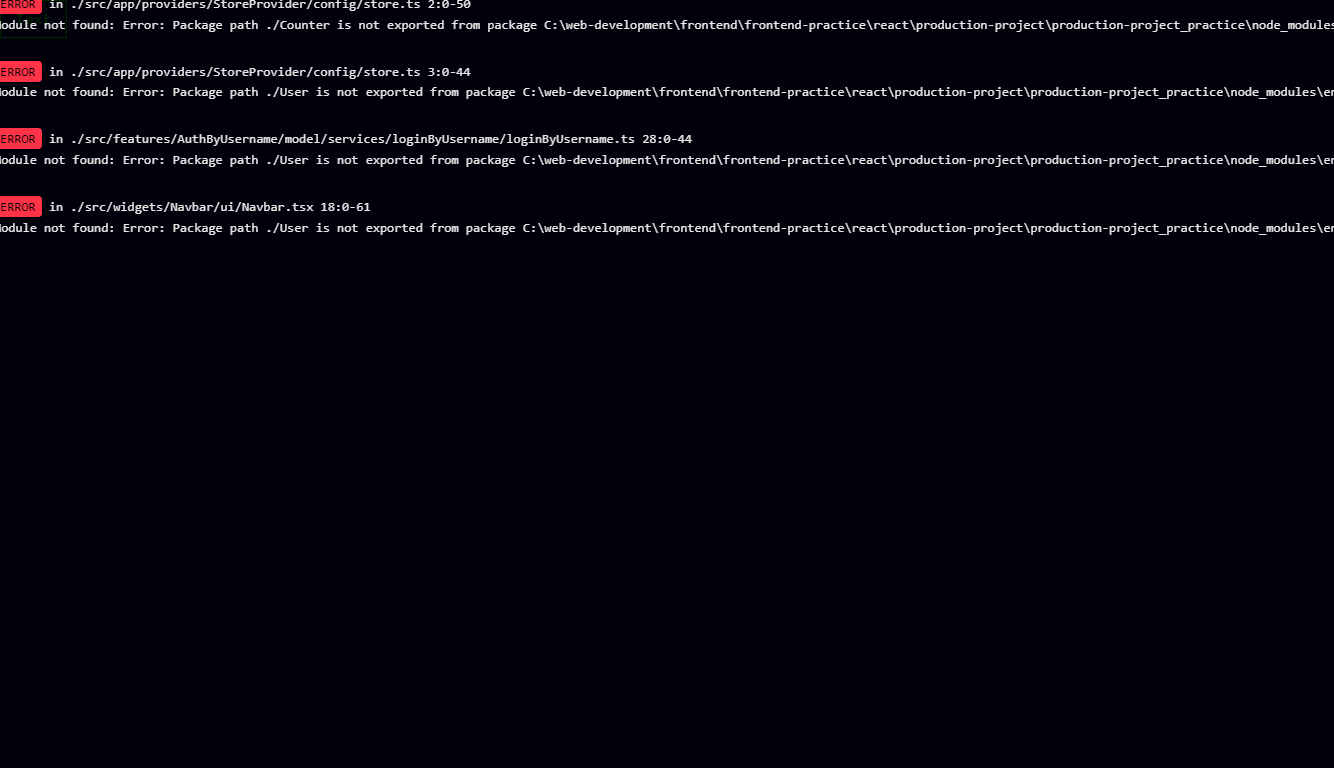 ERROR in ./src/app/providers/StoreProvider/config/store.ts 2:0-50
Module not found: Error: Package path ./Counter is not exported from package C:\web-development\frontend\frontend-practice\react\production-project\production-project_practice\node_modules
ERROR in ./src/app/providers/StoreProvider/config/store.ts 3:0-44
Module not found: Error: Package path ./User is not exported from package C:\web-development\frontend\frontend-practice\react\production-project\production-project_practice\node_modules\en
ERROR in ./src/features/AuthByUsername/model/services/loginByUsername/loginByUsername.ts 28:0-44
Module not found: Error: Package path ./User is not exported from package C:\web-development\frontend\frontend-practice\react\production-project\production-project_practice\node_modules\en
ERROR in ./src/widgets/Navbar/ui/Navbar.tsx 18:0-61
Module not found: Error: Package path ./User is not exported from package C:\web-development\frontend\frontend-practice\react\production-project\production-project_practice\node_modules\en